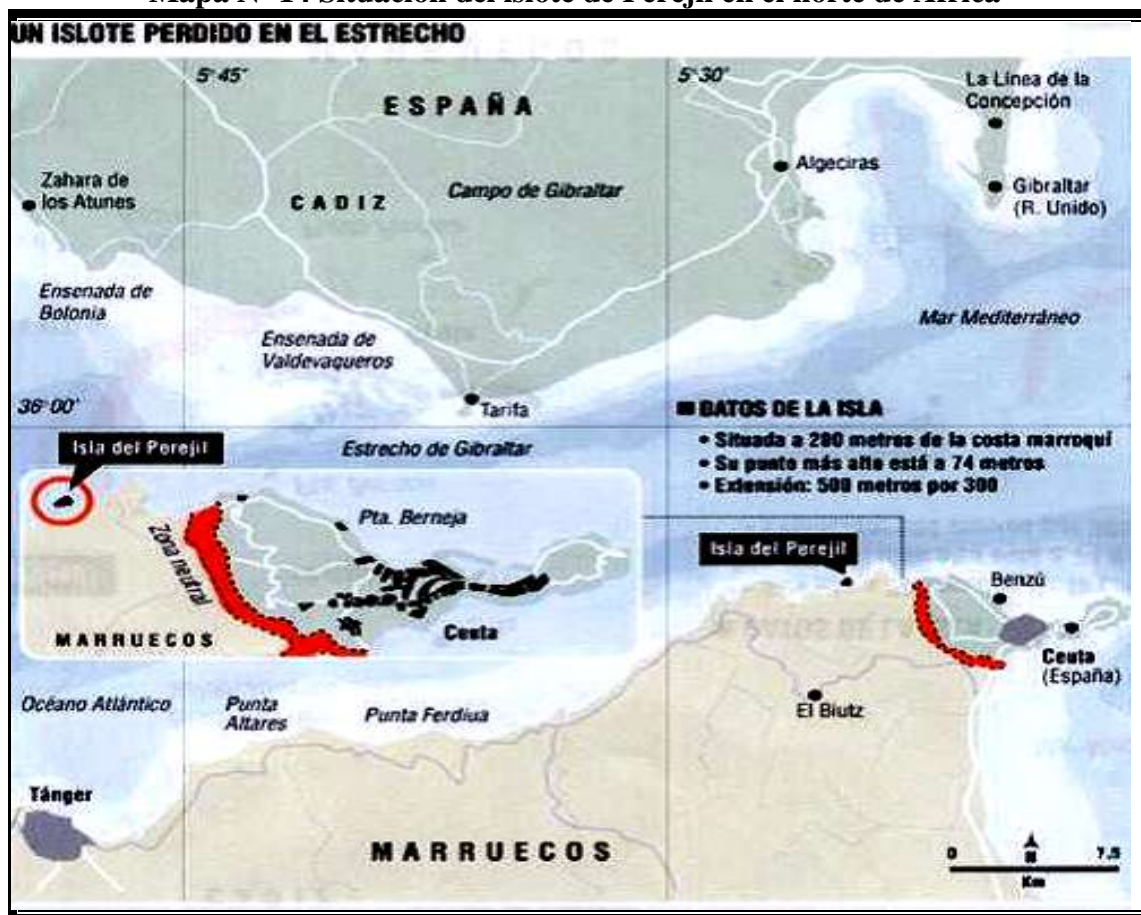 Mapa Nº 1: Situación del islote de Perejil en el norte de África
UN ISLOTE PERDIDO EN EL ESTRECHO
5º 45'
5º 30'
ESPAÑA
La Línea de la
Concepción
Algeciras
Zahara de
los Atunes
CADIZ
Campo de Gibraltar
Gibraltar
(R. Unido)
Ensenada de
Bolonia
Ensenada de
Valdevaqueros
Mar Mediterráneo
36º 00'
Tarifa
DATOS DE LA ISLA
• Situada a 200 metros de la costa marroquí
• Su punto más alto está a 74 metros
• Extensión: 500 metros por 300
Isla del Perejil
Estrecho de Gibraltar
Pta. Berneja
Zona neutral
MARRUECOS
Ceuta
Isla del Perejil
Benzú
Ceuta
(España)
El Biutz
Océano Atlántico
Punta
Altares
Punta Ferdiua
Tánger
MARRUECOS
0
N
7,5
Km